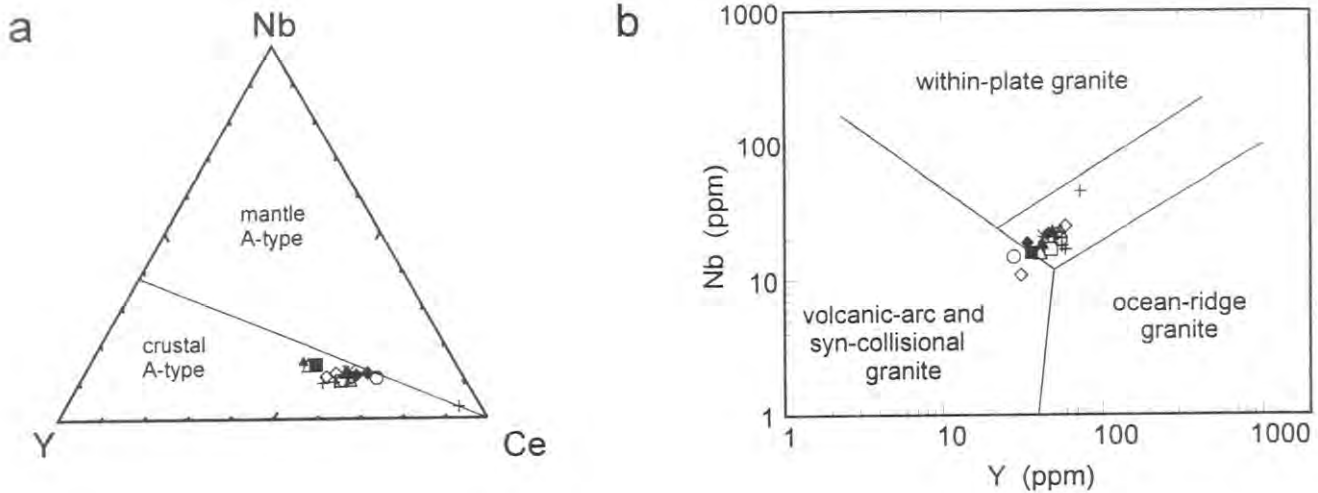 a
Nb
mantle
A-type
crustal
A-type
Y
Ce
b
1000
100
10
1
Nb (ppm)
within-plate granite
volcanic-arc and
syn-collisional
granite
ocean-ridge
granite
1
10
100
1000
Y (ppm)